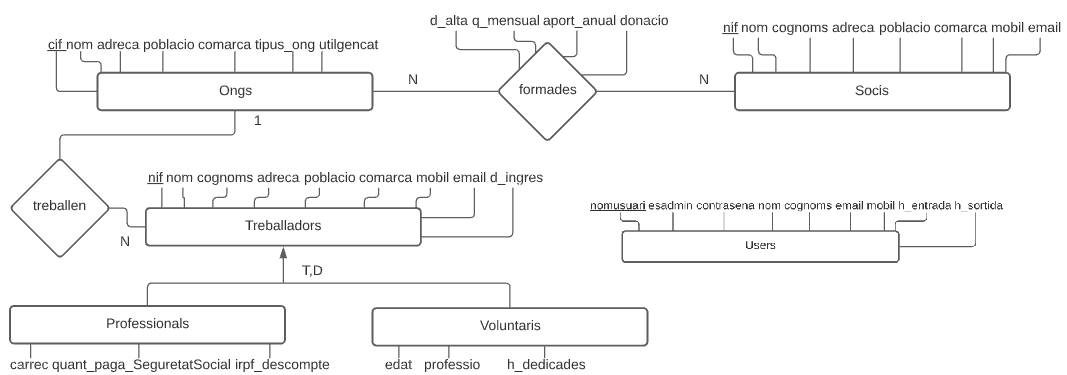 d_alta q_mensual aport_anual donacio
nif nom cognoms adreca poblacio comarca mobil email
cif nom adreca poblacio comarca tipus_ong utilgencat
Ongs
N
formades
N
Socis
1
treballen
N
nif nom cognoms adreca poblacio comarca mobil email d_ingres
Treballadors
nomusuari esadmin contrasena nom cognoms email mobil h_entrada h_sortida
Users
T,D
Professionals
Voluntaris
carrec quant_paga_SeguretatSocial irpf_descompte
edat professio h_dedicades